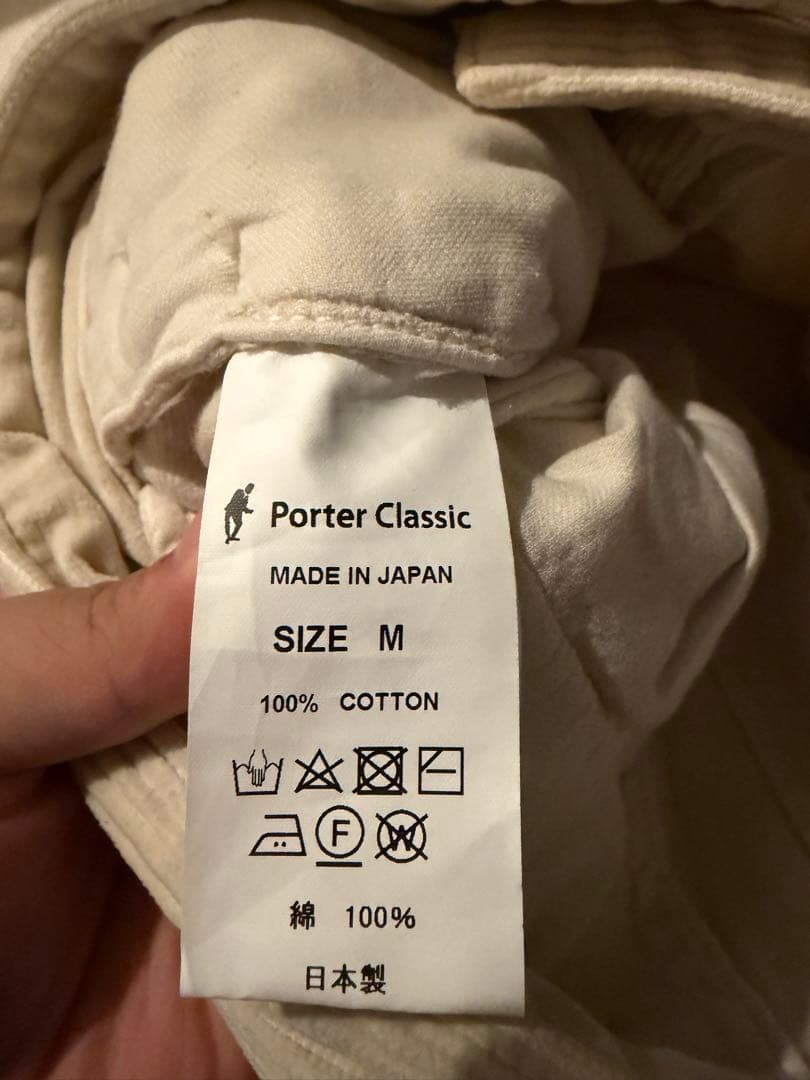 Porter Classic
MADE IN JAPAN
SIZE M
100% COTTON
F W
綿 100%
日本製